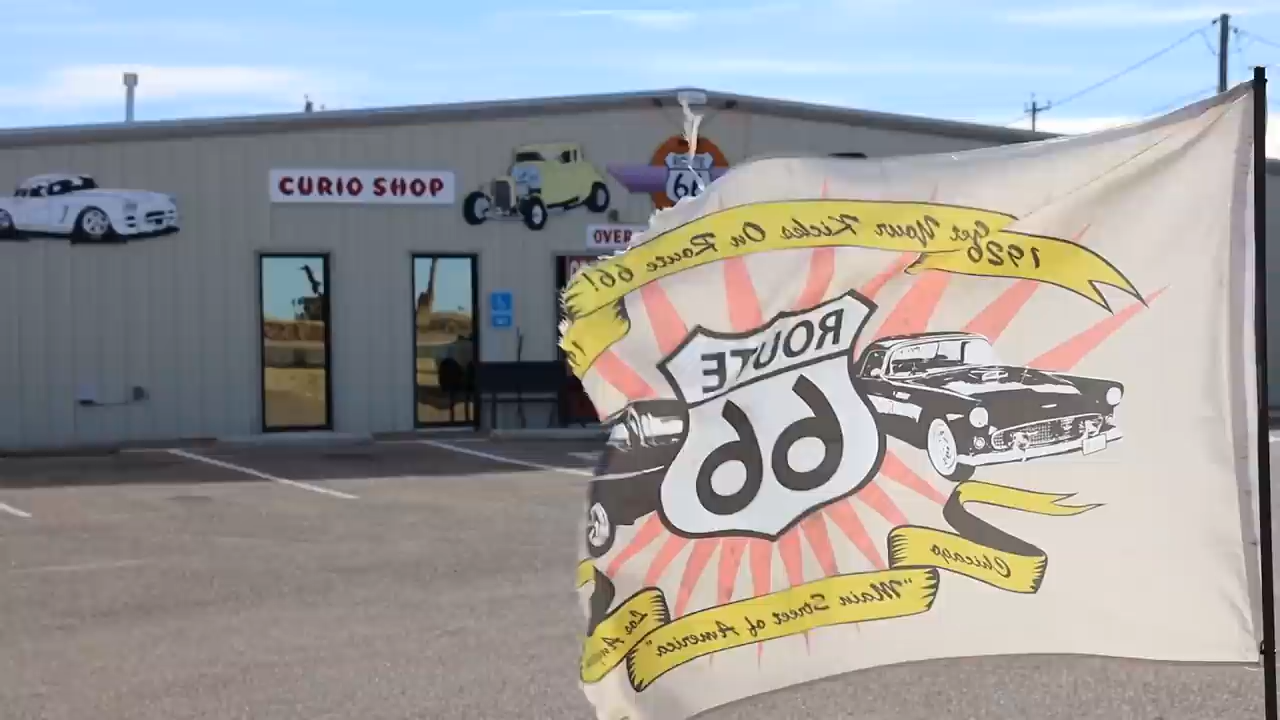 CURIO SHOP
66
OVER
Get Your Kicks On Route 66!
1926
ROUTE
66
Chicago
"Main Street of America"
Los